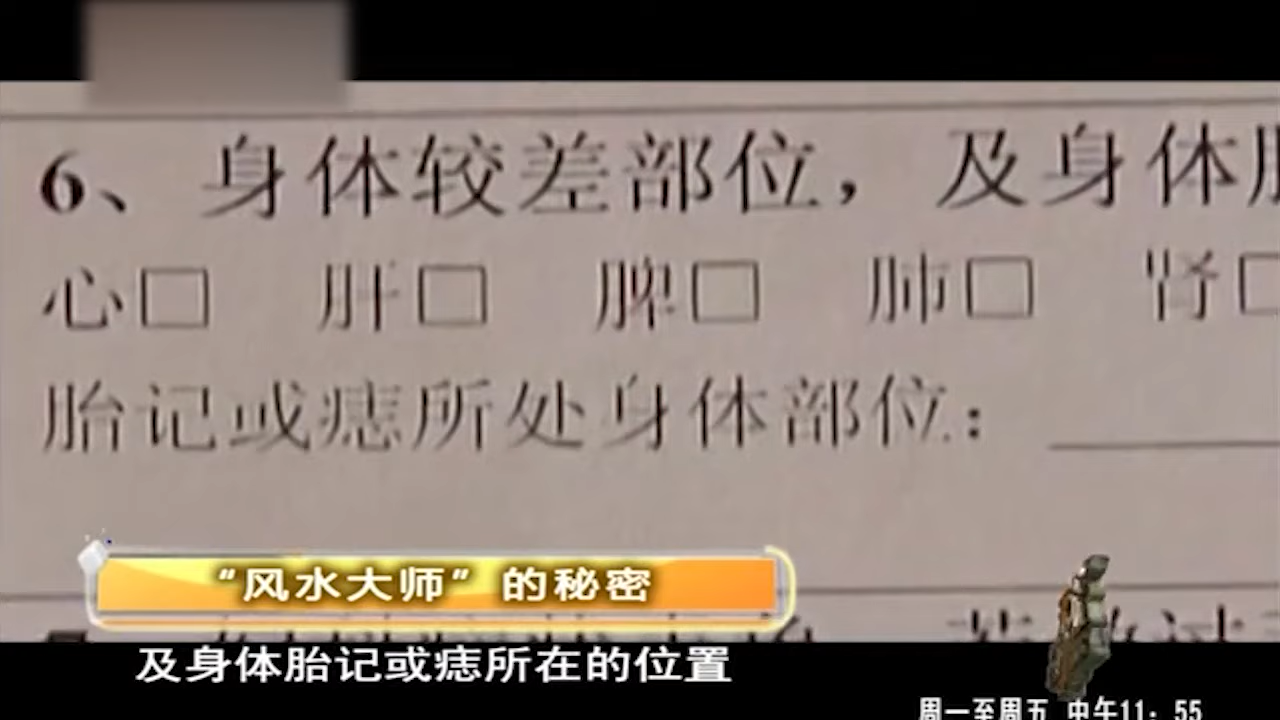 6、身体较差部位，及身体
心□ 肝□ 脾□ 肺□ 肾□
胎记或痣所处身体部位：
“风水大师”的秘密
及身体胎记或痣所在的位置
周一至周五 中午11：55